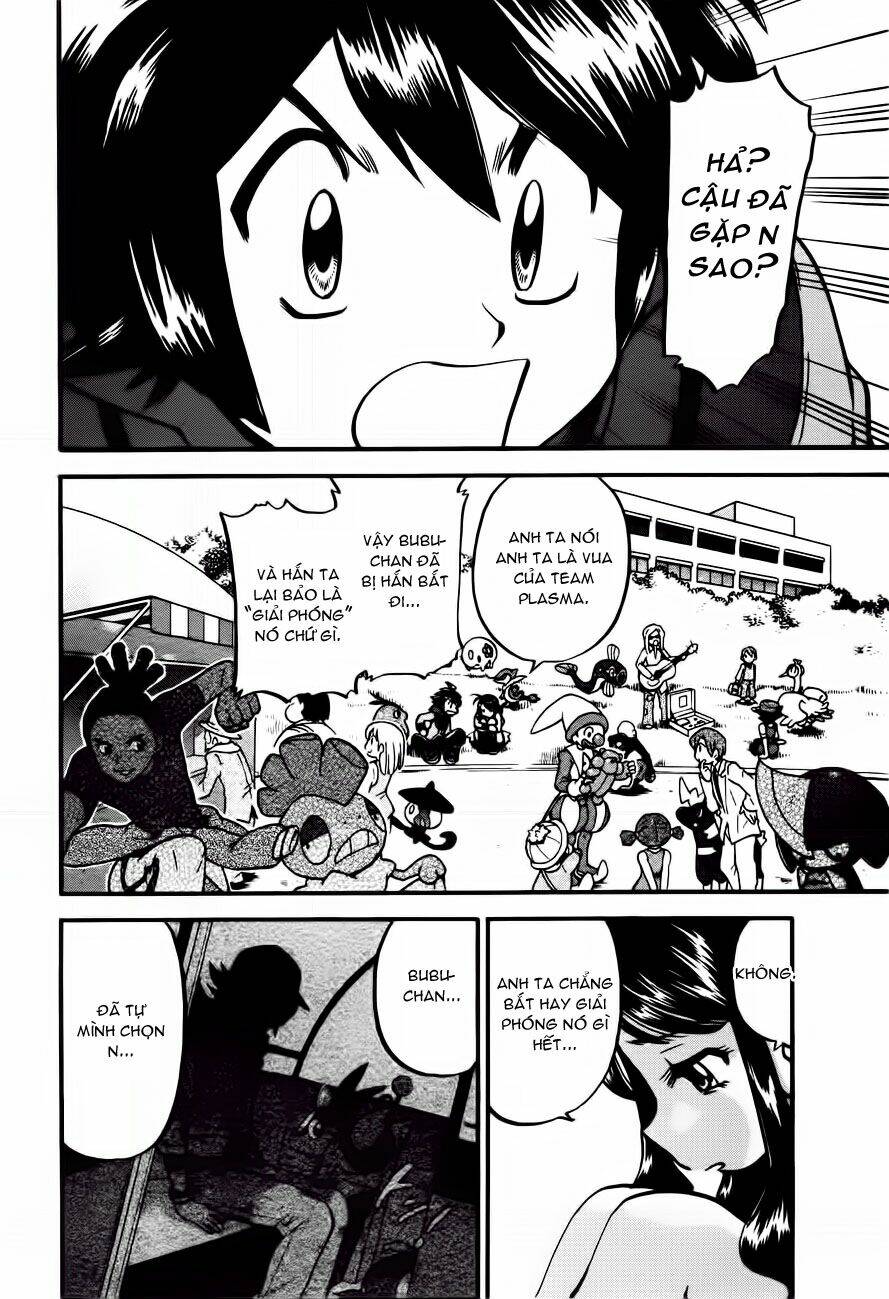 HẢ?
CẬU ĐÃ
GẶP N
SAO?
ANH TA NÓI
ANH TA LÀ VUA
CỦA TEAM
PLASMA.
VẬY BUBU-
CHAN ĐÃ
BỊ HẮN BẮT
ĐI...
VÀ HẮN TA
LẠI BẢO LÀ
"GIẢI PHÓNG"
NÓ CHỨ GÌ.
KHÔNG.
ANH TA CHẲNG
BẮT HAY GIẢI
PHÓNG NÓ GÌ
HẾT...
BUBU-
CHAN...
ĐÃ TỰ
MÌNH CHỌN
N...